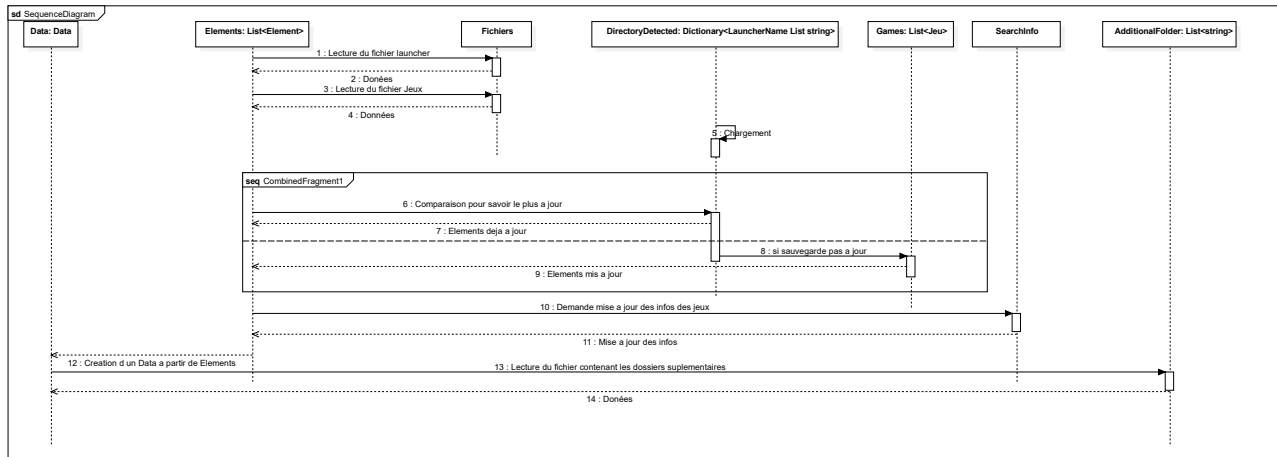 sd SequenceDiagram
Data: Data
Elements: List<Element>
Fichiers
DirectoryDetected: Dictionary<LauncherName List string>
Games: List<Jeu>
SearchInfo
AdditionalFolder: List<string>
1 : Lecture du fichier launcher
2 : Donées
3 : Lecture du fichier Jeux
4 : Données
5 : Chargement
seq CombinedFragment1
6 : Comparaison pour savoir le plus a jour
7 : Elements deja a jour
8 : si sauvegarde pas a jour
9 : Elements mis a jour
10 : Demande mise a jour des infos des jeux
11 : Mise a jour des infos
12 : Creation d un Data a partir de Elements
13 : Lecture du fichier contenant les dossiers suplementaires
14 : Donées